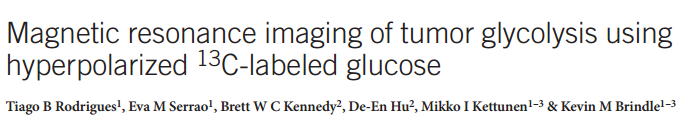 Magnetic resonance imaging of tumor glycolysis using
hyperpolarized ¹³C-labeled glucose
Tiago B Rodrigues¹, Eva M Serrao¹, Brett W C Kennedy², De-En Hu², Mikko I Kettunen¹⁻³ & Kevin M Brindle¹⁻³